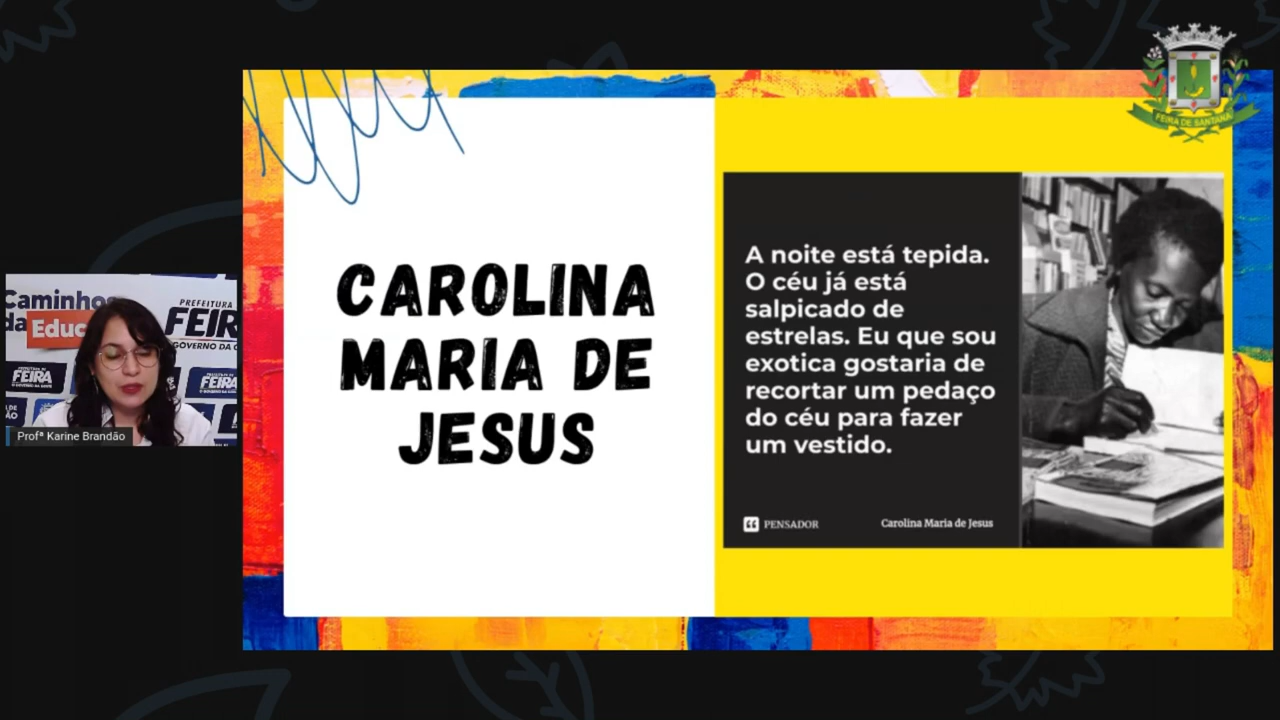 FEIRA DE SANTANA
CAROLINA
MARIA DE
JESUS
A noite está tepida.
O céu já está
salpicado de
estrelas. Eu que sou
exotica gostaria de
recortar um pedaço
do céu para fazer
um vestido.
PENSADOR
Carolina Maria de Jesus
Caminhos
da Educ
PREFEITURA
FEIR
GOVERNO DA
FEIRA
FEIRA
Profª Karine Brandão